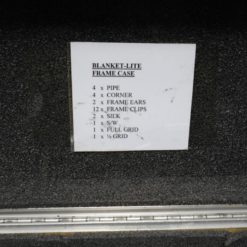 BLANKET-LITE
FRAME CASE
4 x PIPE
4 x CORNER
2 x FRAME EARS
12 x FRAME CLIPS
2 x SILK
1 x S/W
1 x FULL GRID
1 x ½ GRID